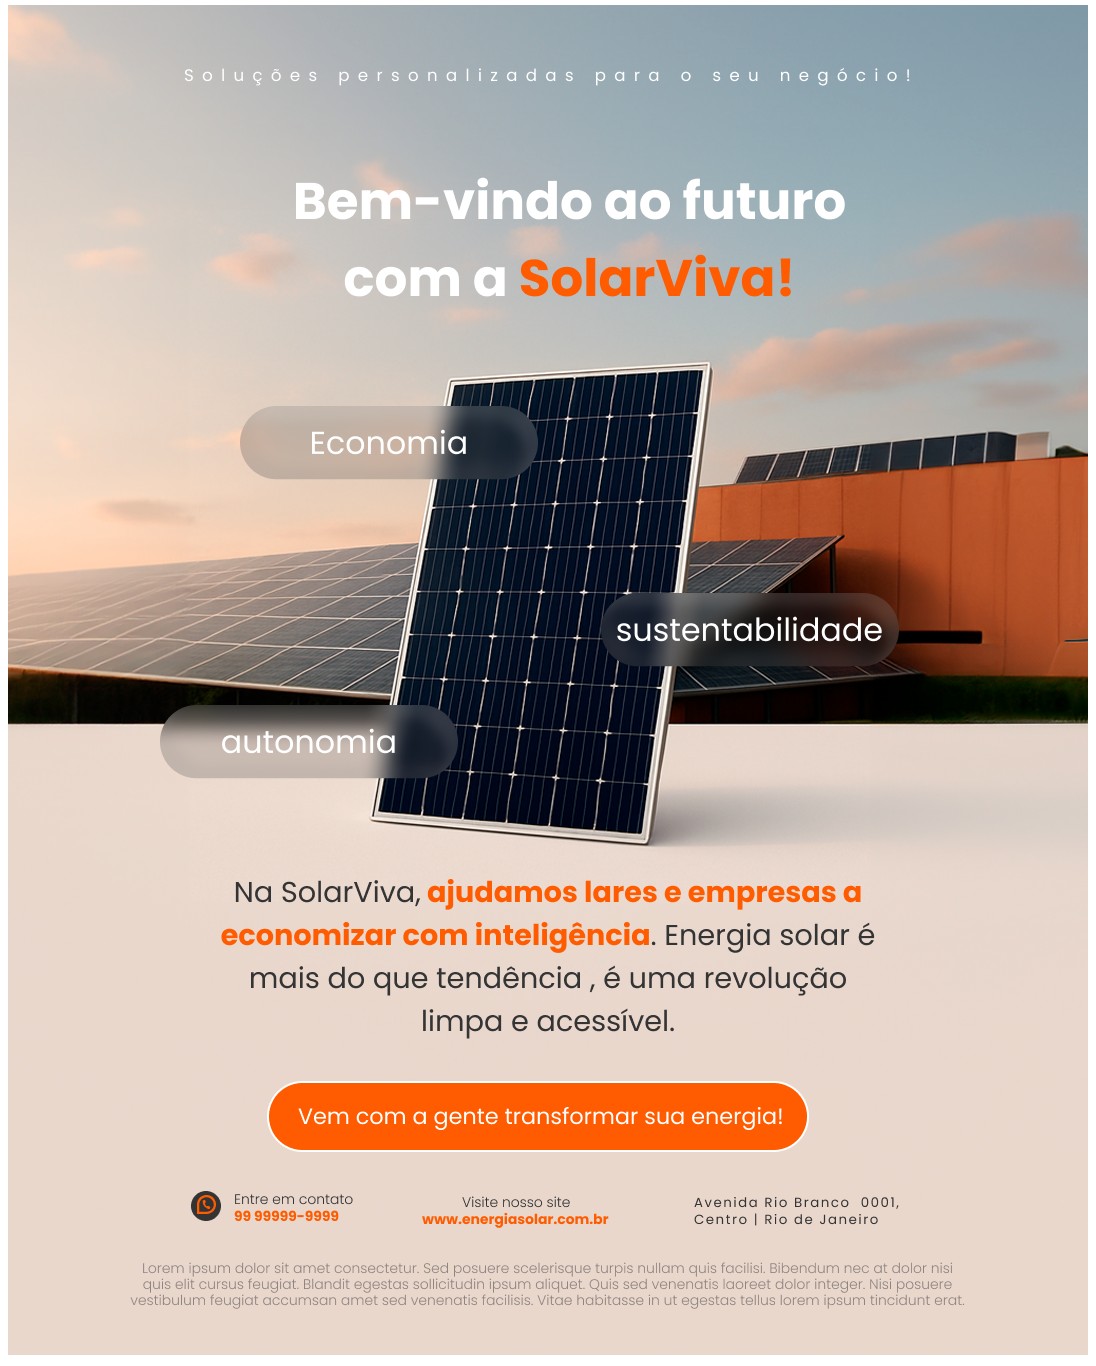 Soluções personalizadas para o seu negócio!
Bem-vindo ao futuro
com a SolarViva!
Economia
sustentabilidade
autonomia
Na SolarViva, ajudamos lares e empresas a
economizar com inteligência. Energia solar é
mais do que tendência , é uma revolução
limpa e acessível.
Vem com a gente transformar sua energia!
Entre em contato
99 99999-9999
Visite nosso site
www.energiasolar.com.br
Avenida Rio Branco  0001,
Centro | Rio de Janeiro
Lorem ipsum dolor sit amet consectetur. Sed posuere scelerisque turpis nullam quis facilisi. Bibendum nec at dolor nisi
quis elit cursus feugiat. Blandit egestas sollicitudin ipsum aliquet. Quis sed venenatis laoreet dolor integer. Nisi posuere
vestibulum feugiat accumsan amet sed venenatis facilisis. Vitae habitasse in ut egestas tellus lorem ipsum tincidunt erat.